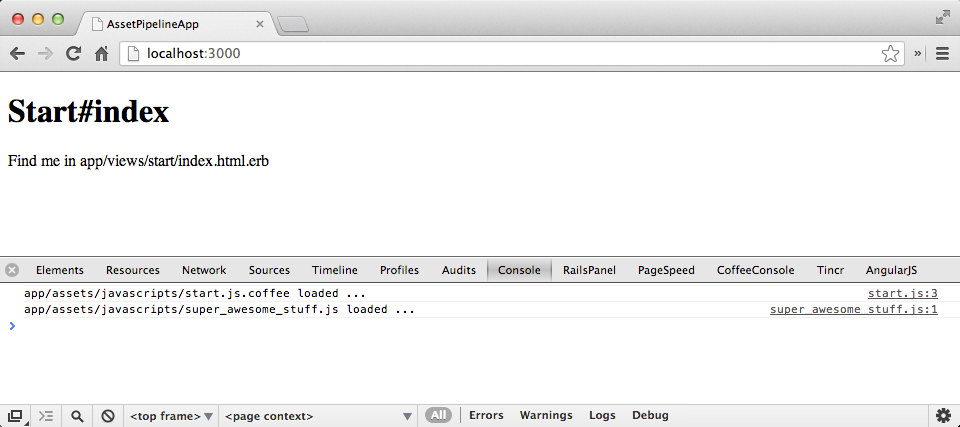 AssetPipelineApp
localhost:3000
Start#index
Find me in app/views/start/index.html.erb
Elements Resources Network Sources Timeline Profiles Audits Console RailsPanel PageSpeed CoffeeConsole Tincr AngularJS
app/assets/javascripts/start.js.coffee loaded ... start.js:3
app/assets/javascripts/super_awesome_stuff.js loaded ... super_awesome_stuff.js:1
<top frame> <page context> All Errors Warnings Logs Debug